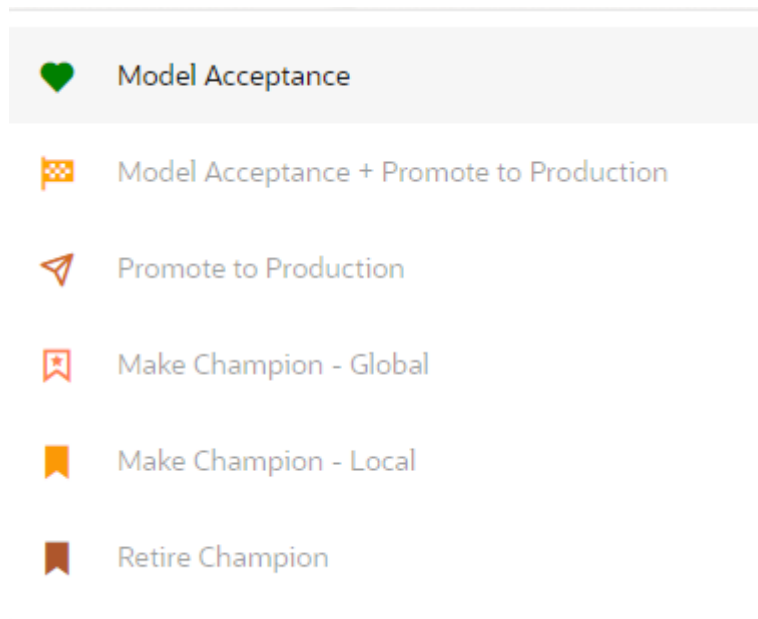 Model Acceptance
Model Acceptance + Promote to Production
Promote to Production
Make Champion - Global
Make Champion - Local
Retire Champion